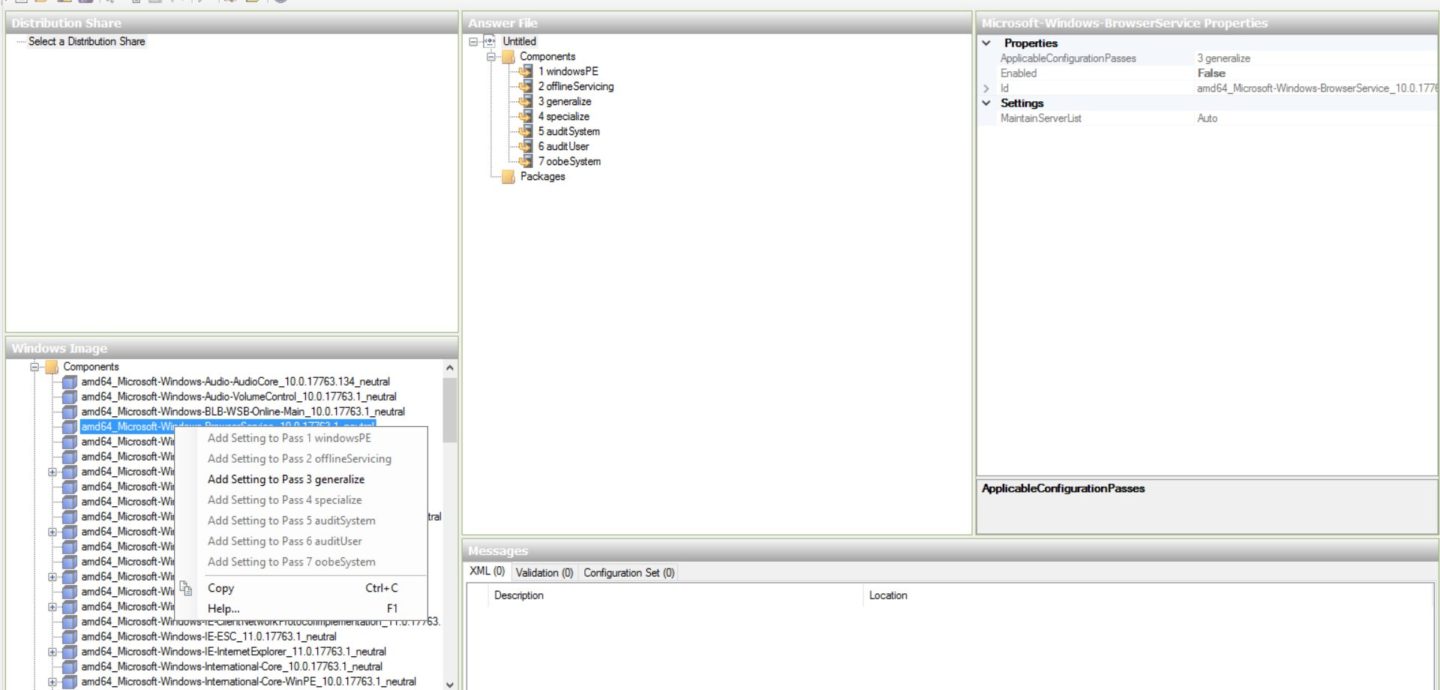 Distribution Share
Select a Distribution Share
Answer File
Untitled
Components
1 windowsPE
2 offlineServicing
3 generalize
4 specialize
5 auditSystem
6 auditUser
7 oobeSystem
Packages
Microsoft-Windows-BrowserService Properties
Properties
ApplicableConfigurationPasses 3 generalize
Enabled False
Id amd64_Microsoft-Windows-BrowserService_10.0.1776
Settings
MaintainServerList Auto
ApplicableConfigurationPasses
Windows Image
Components
amd64_Microsoft-Windows-Audio-AudioCore_10.0.17763.134_neutral
amd64_Microsoft-Windows-Audio-VolumeControl_10.0.17763.1_neutral
amd64_Microsoft-Windows-BLB-WSB-Online-Main_10.0.17763.1_neutral
amd64_Microsoft-Windows-BrowserService_10.0.17763.1_neutral
amd64_Microsoft-Wi
amd64_Microsoft-Wi
amd64_Microsoft-Wi
amd64_Microsoft-Wi
amd64_Microsoft-Wi
amd64_Microsoft-Wi tral
amd64_Microsoft-Wi
amd64_Microsoft-Wi
amd64_Microsoft-Wi
amd64_Microsoft-Wi
amd64_Microsoft-Wi
amd64_Microsoft-Wi
amd64_Microsoft-Windows-IE-ClientNetworkProtocolImplementation_11.0.17763.
amd64_Microsoft-Windows-IE-ESC_11.0.17763.1_neutral
amd64_Microsoft-Windows-IE-InternetExplorer_11.0.17763.1_neutral
amd64_Microsoft-Windows-International-Core_10.0.17763.1_neutral
amd64_Microsoft-Windows-International-Core-WinPE_10.0.17763.1_neutral
Add Setting to Pass 1 windowsPE
Add Setting to Pass 2 offlineServicing
Add Setting to Pass 3 generalize
Add Setting to Pass 4 specialize
Add Setting to Pass 5 auditSystem
Add Setting to Pass 6 auditUser
Add Setting to Pass 7 oobeSystem
Copy Ctrl+C
Help... F1
Messages
XML (0) Validation (0) Configuration Set (0)
Description Location